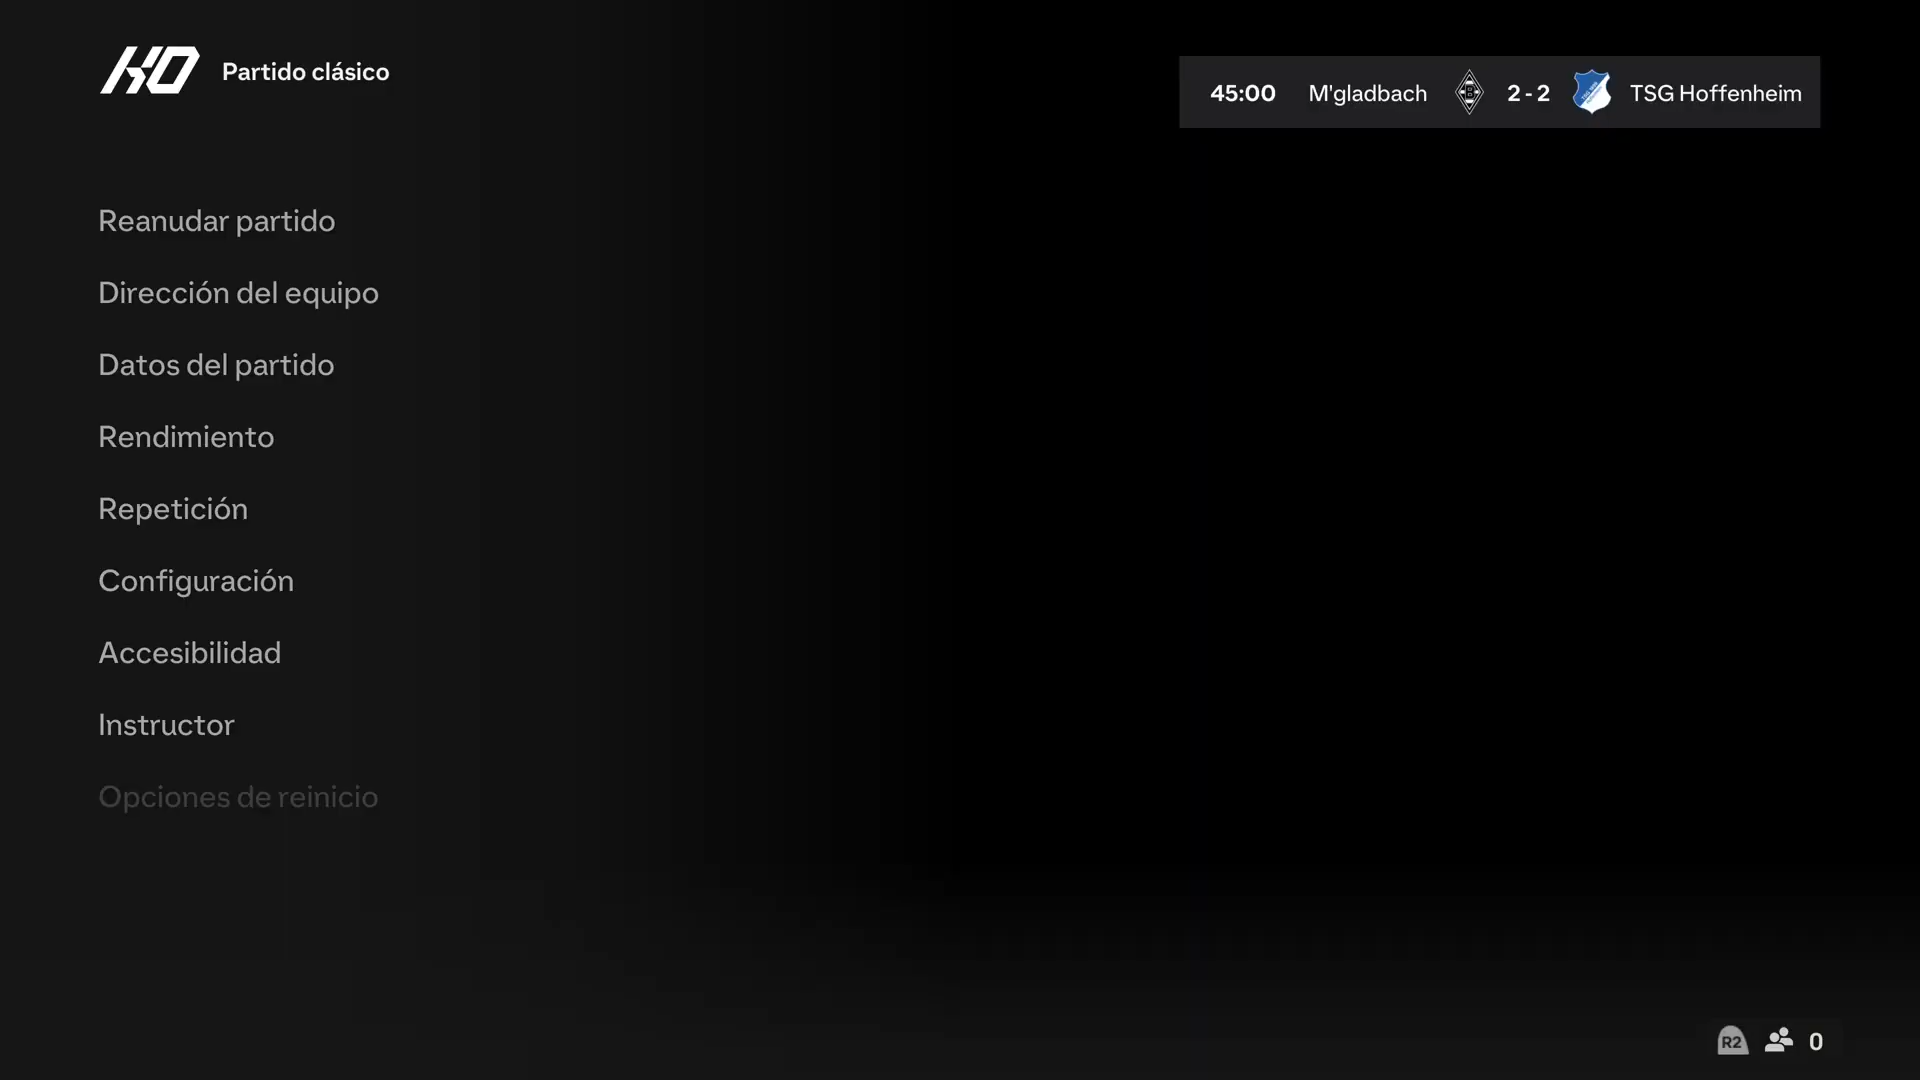 KO Partido clásico
45:00 M'gladbach 2 - 2 TSG Hoffenheim
Reanudar partido
Dirección del equipo
Datos del partido
Rendimiento
Repetición
Configuración
Accesibilidad
Instructor
Opciones de reinicio
R2 0